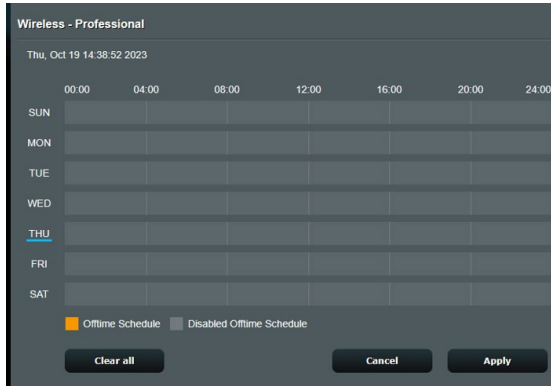 Wireless - Professional
Thu, Oct 19 14:38:52 2023
00:00 04:00 08:00 12:00 16:00 20:00 24:00
SUN
MON
TUE
WED
THU
FRI
SAT
Offtime Schedule Disabled Offtime Schedule
Clear all Cancel Apply